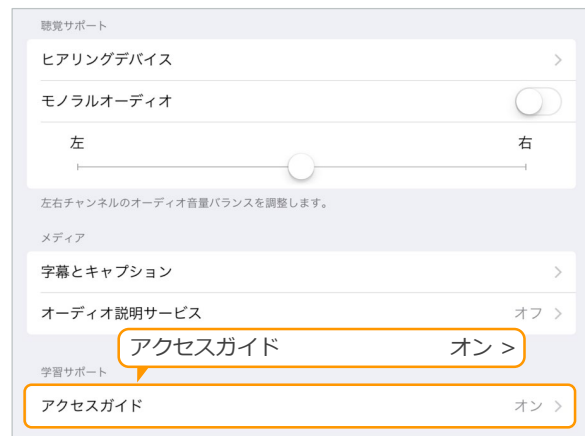 聴覚サポート
ヒアリングデバイス >
モノラルオーディオ
左 右
左右チャンネルのオーディオ音量バランスを調整します。
メディア
字幕とキャプション >
オーディオ説明サービス オフ >
アクセスガイド オン >
学習サポート
アクセスガイド オン >